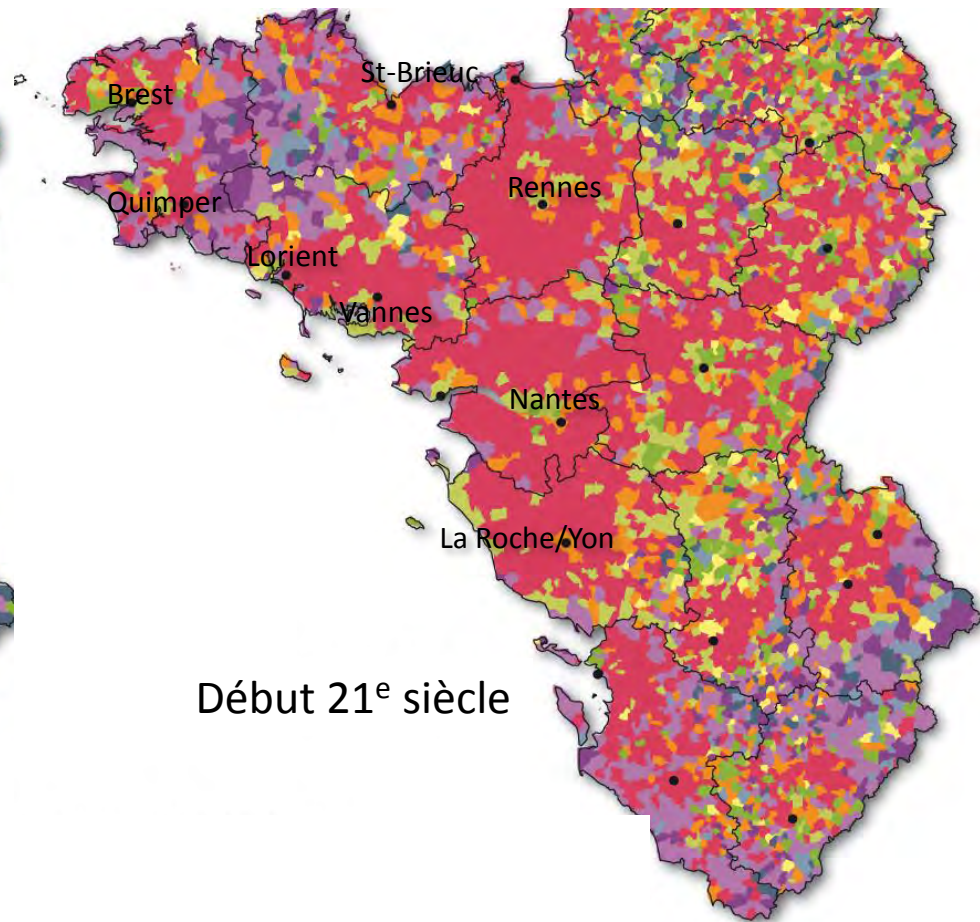 St-Brieuc
Brest
Rennes
Quimper
Lorient
Vannes
Nantes
La Roche/Yon
Début 21e siècle